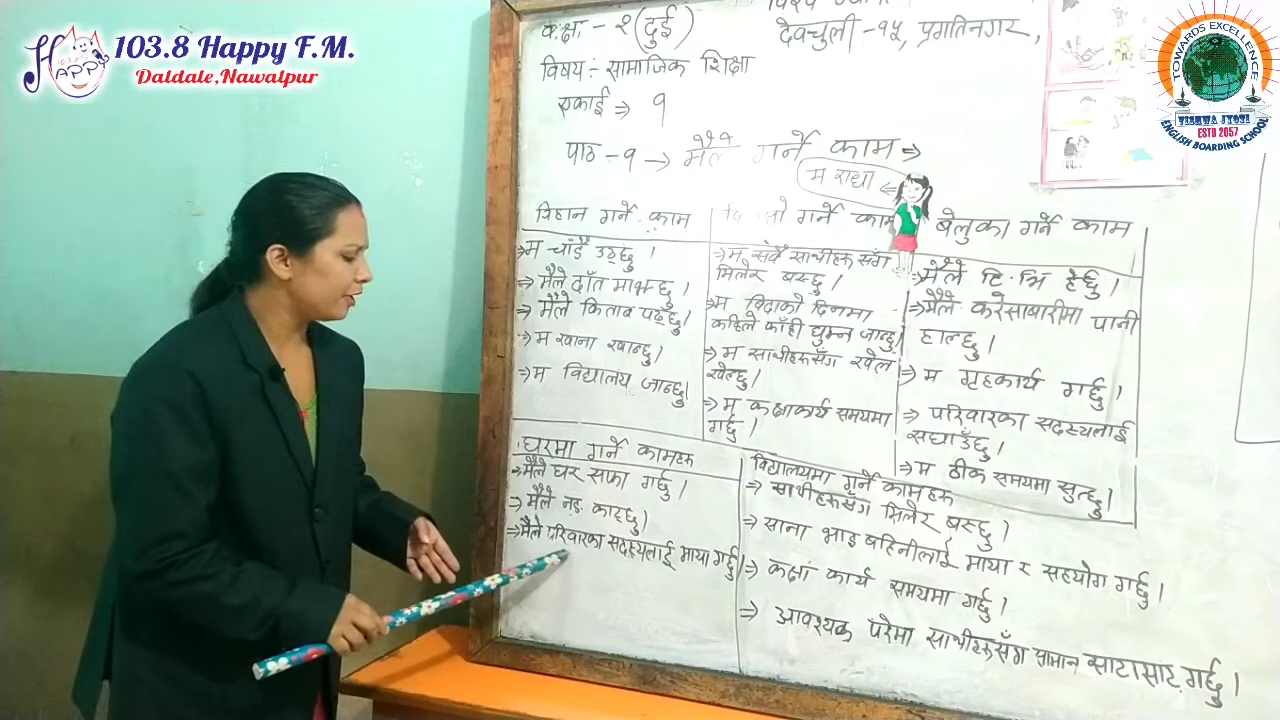 HAPPY
103.8 Happy F.M.
Daldale,Nawalpur
TOWARDS EXCELLENCE
VISHWA JYOTI
ESTD 2057
ENGLISH BOARDING SCHOOL
कक्षा - २ (दुई)
देवचुली -१५, प्रगतिनगर,
विषय :- सामाजिक शिक्षा
एकाई ⇒ १
पाठ -१ → मैले गर्ने काम ⇒
म राधा
विहान गर्ने काम
⇒ म चाँडै उठ्छु ।
⇒ मैले दाँत माझ्छु ।
⇒ मैले किताब पढ्छु ।
⇒ म खाना खान्छु ।
⇒ म विद्यालय जान्छु ।
गर्ने काम
⇒ म सबै साथीहरू सँग
मिलेर बस्छु ।
⇒ म बिदाको दिनमा
कहिले काँही घुम्न जान्छु ।
⇒ म साथीहरूसँग खेल
खेल्छु ।
⇒ म कक्षाकार्य समयमा
गर्छु ।
बेलुका गर्ने काम
⇒ मैले टि.भि हेर्छु ।
⇒ मैले करेसाबारीमा पानी
हाल्छु ।
⇒ म गृहकार्य गर्छु ।
⇒ परिवारका सदस्यलाई
सघाउँछु ।
⇒ म ठीक समयमा सुत्छु ।
घरमा गर्ने कामहरू
⇒ मैले घर सफा गर्छु ।
⇒ मैले नङ काट्छु ।
⇒ मैले परिवारका सदस्यलाई माया गर्छु ।
विद्यालयमा गर्ने कामहरू
⇒ साथीहरूसँग मिलेर बस्छु ।
⇒ साना भाइ बहिनीलाई माया र सहयोग गर्छु ।
⇒ कक्षा कार्य समयमा गर्छु ।
⇒ आवश्यक परेमा साथीहरूसँग सामान साटासाट गर्छु ।